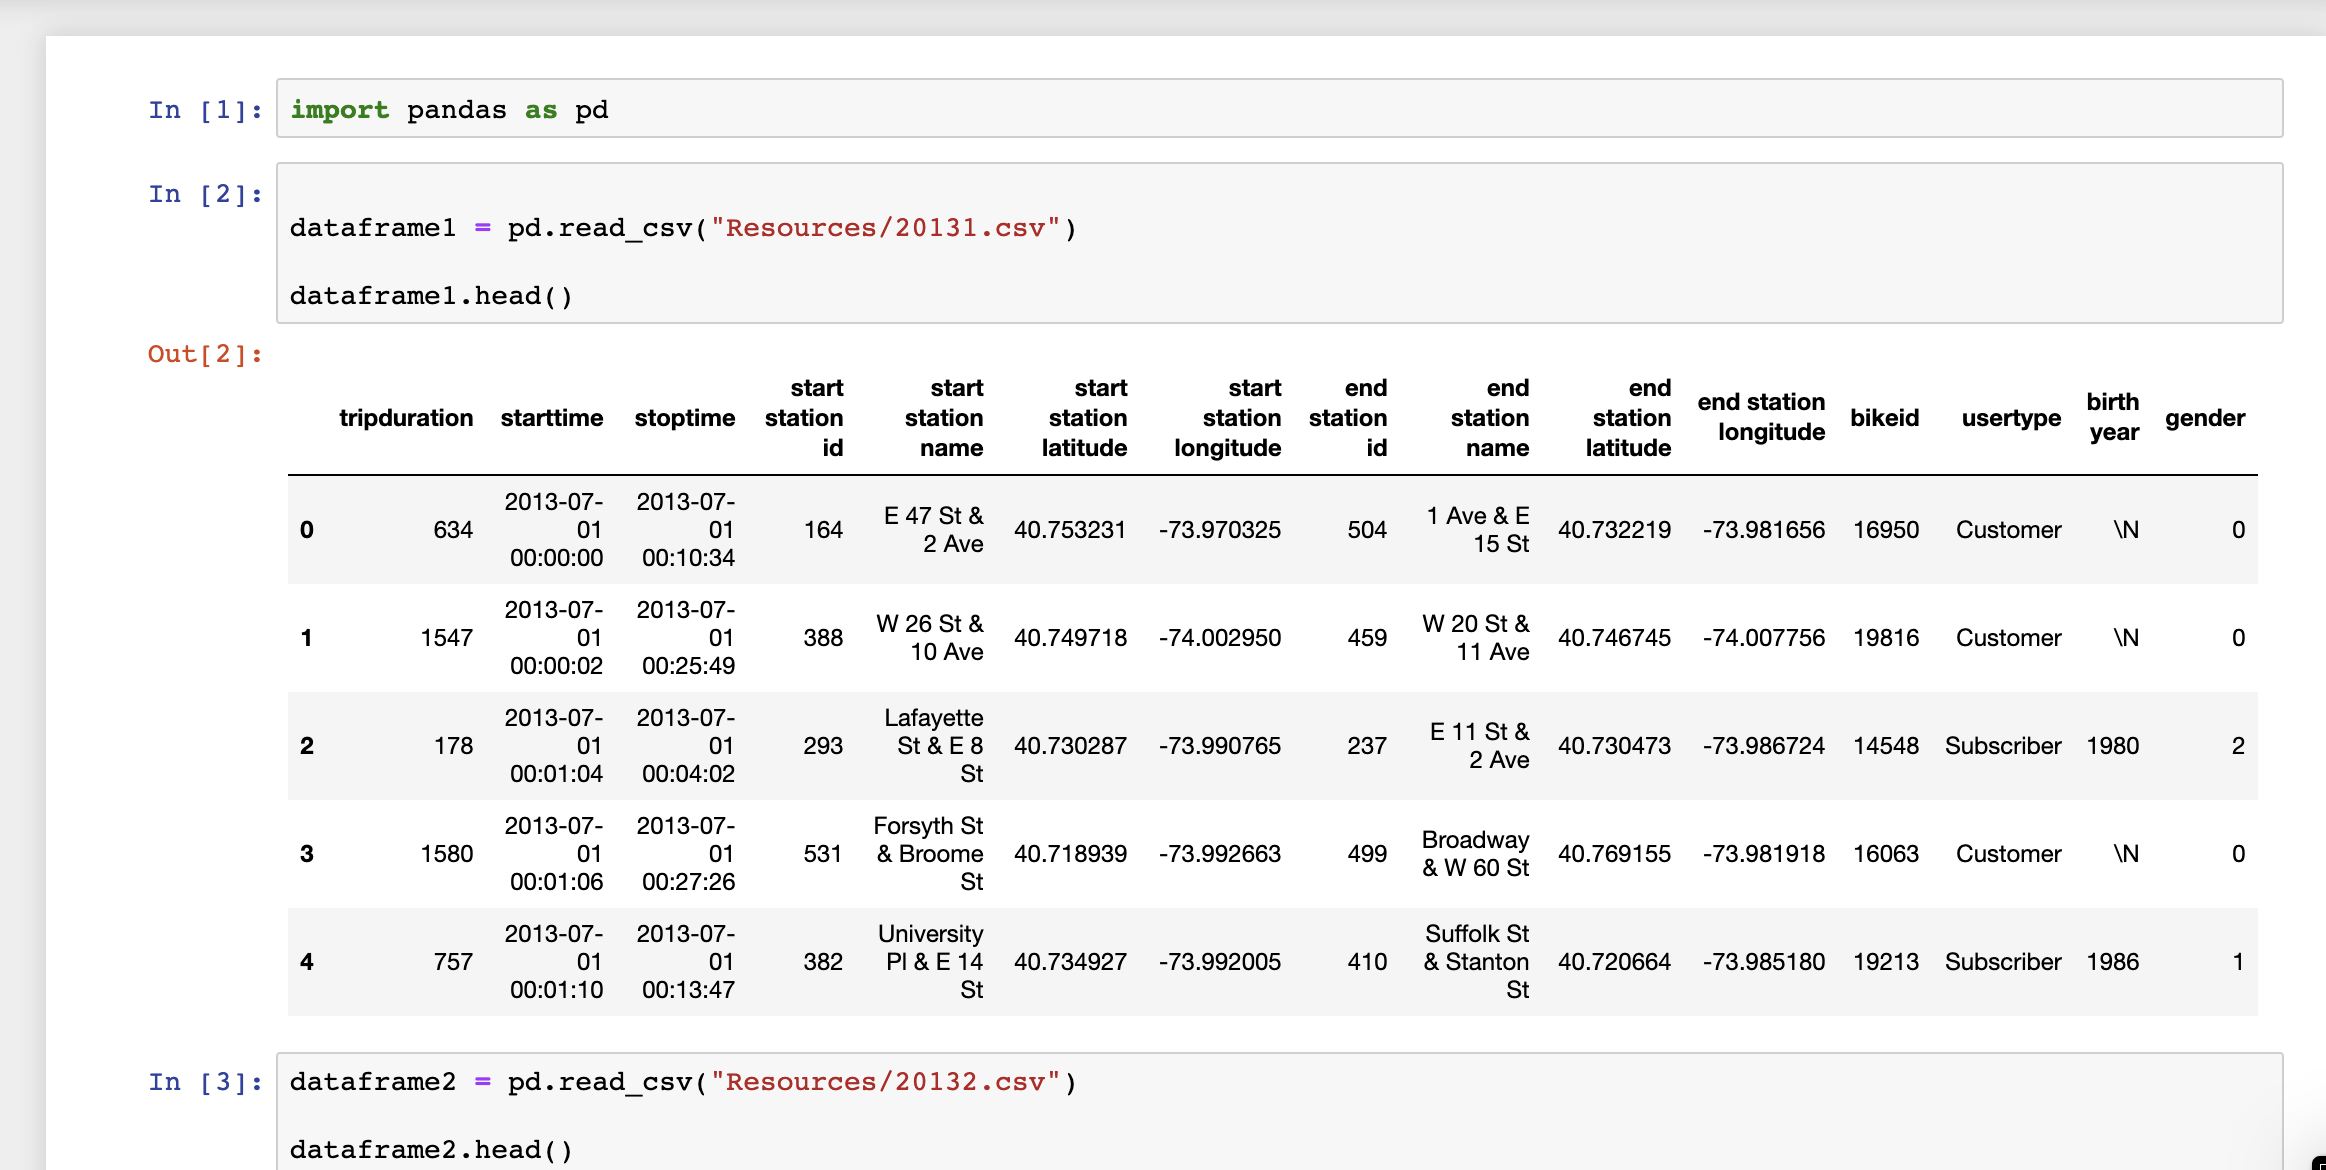 In [1]: import pandas as pd
In [2]:
dataframe1 = pd.read_csv("Resources/20131.csv")
dataframe1.head()
Out[2]:
tripduration starttime stoptime start station id start station name start station latitude start station longitude end station id end station name end station latitude end station longitude bikeid usertype birth year gender
0 634 2013-07-01 00:00:00 2013-07-01 00:10:34 164 E 47 St & 2 Ave 40.753231 -73.970325 504 1 Ave & E 15 St 40.732219 -73.981656 16950 Customer \N 0
1 1547 2013-07-01 00:00:02 2013-07-01 00:25:49 388 W 26 St & 10 Ave 40.749718 -74.002950 459 W 20 St & 11 Ave 40.746745 -74.007756 19816 Customer \N 0
2 178 2013-07-01 00:01:04 2013-07-01 00:04:02 293 Lafayette St & E 8 St 40.730287 -73.990765 237 E 11 St & 2 Ave 40.730473 -73.986724 14548 Subscriber 1980 2
3 1580 2013-07-01 00:01:06 2013-07-01 00:27:26 531 Forsyth St & Broome St 40.718939 -73.992663 499 Broadway & W 60 St 40.769155 -73.981918 16063 Customer \N 0
4 757 2013-07-01 00:01:10 2013-07-01 00:13:47 382 University Pl & E 14 St 40.734927 -73.992005 410 Suffolk St & Stanton St 40.720664 -73.985180 19213 Subscriber 1986 1
In [3]: dataframe2 = pd.read_csv("Resources/20132.csv")
dataframe2.head()